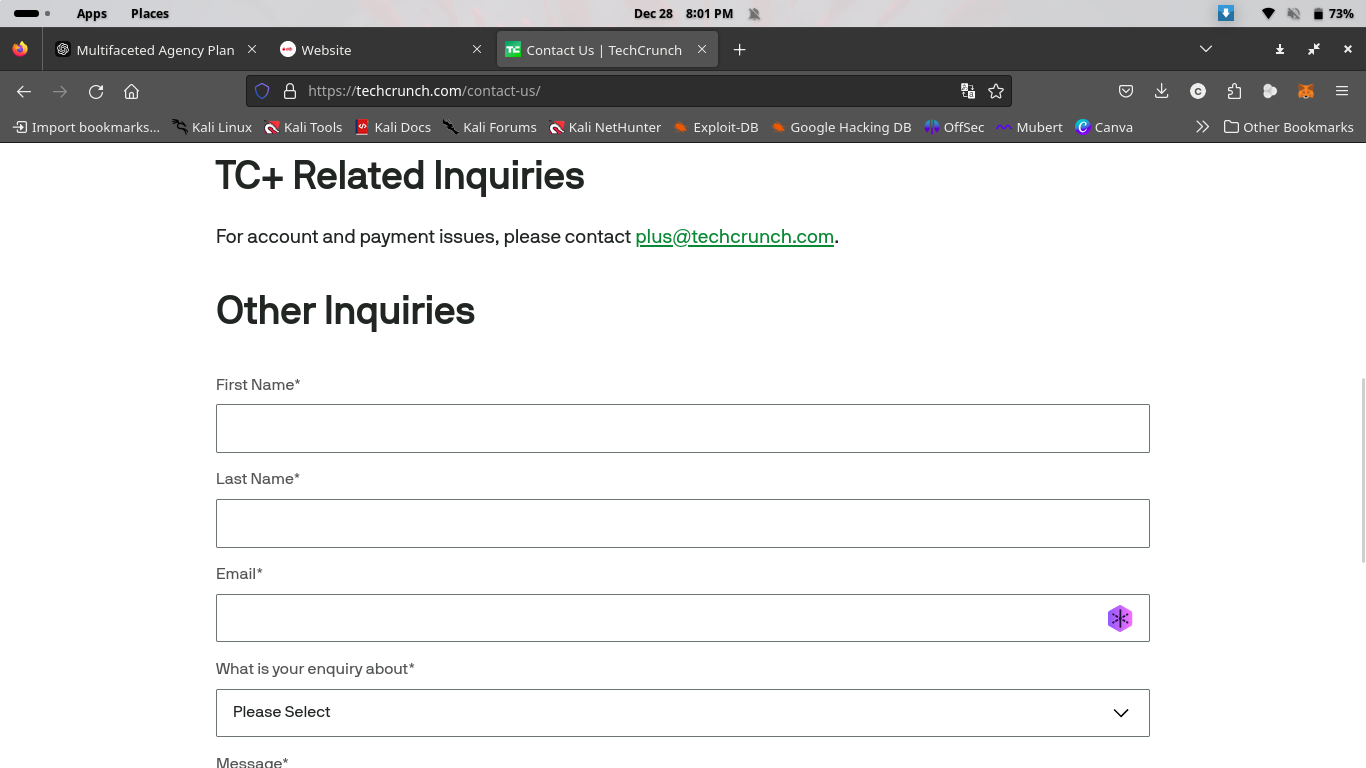 Apps Places Dec 28 8:01 PM 73%
Multifaceted Agency Plan Website TC Contact Us | TechCrunch
https://techcrunch.com/contact-us/ C
Import bookmarks... Kali Linux Kali Tools Kali Docs Kali Forums Kali NetHunter Exploit-DB Google Hacking DB OffSec Mubert Canva Other Bookmarks
TC+ Related Inquiries
For account and payment issues, please contact plus@techcrunch.com.
Other Inquiries
First Name*
Last Name*
Email*
What is your enquiry about*
Please Select
Message*